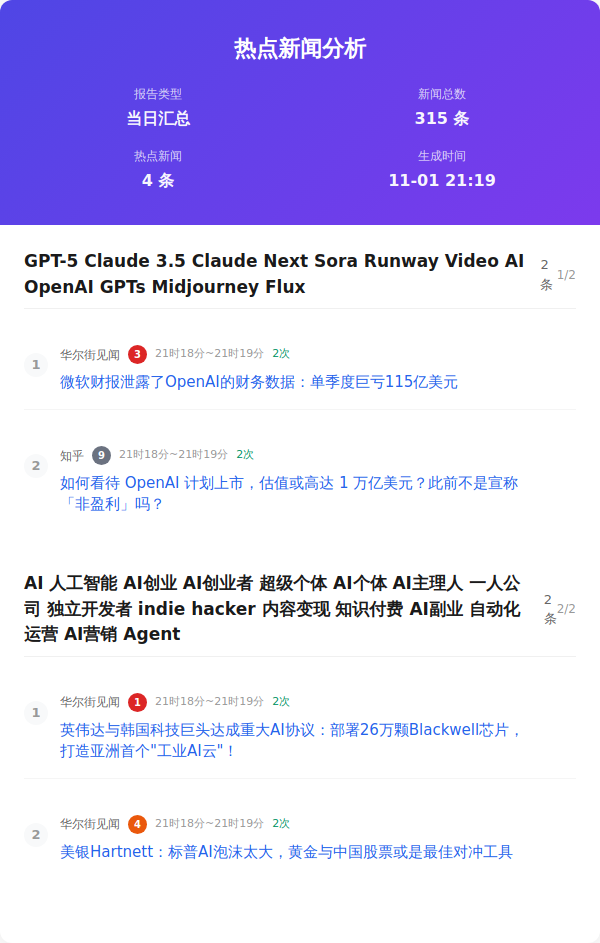 热点新闻分析
报告类型
新闻总数
当日汇总
315 条
热点新闻
生成时间
4 条
11-01 21:19
GPT-5 Claude 3.5 Claude Next Sora Runway Video AI
OpenAI GPTs Midjourney Flux
2
条
1/2
1
华尔街见闻 3 21时18分~21时19分 2次
微软财报泄露了OpenAI的财务数据：单季度巨亏115亿美元
2
知乎 9 21时18分~21时19分 2次
如何看待 OpenAI 计划上市，估值或高达 1 万亿美元？此前不是宣称
「非盈利」吗？
AI 人工智能 AI创业 AI创业者 超级个体 AI个体 AI主理人 一人公
司 独立开发者 indie hacker 内容变现 知识付费 AI副业 自动化
运营 AI营销 Agent
2
条
2/2
1
华尔街见闻 1 21时18分~21时19分 2次
英伟达与韩国科技巨头达成重大AI协议：部署26万颗Blackwell芯片，
打造亚洲首个"工业AI云"！
2
华尔街见闻 4 21时18分~21时19分 2次
美银Hartnett：标普AI泡沫太大，黄金与中国股票或是最佳对冲工具